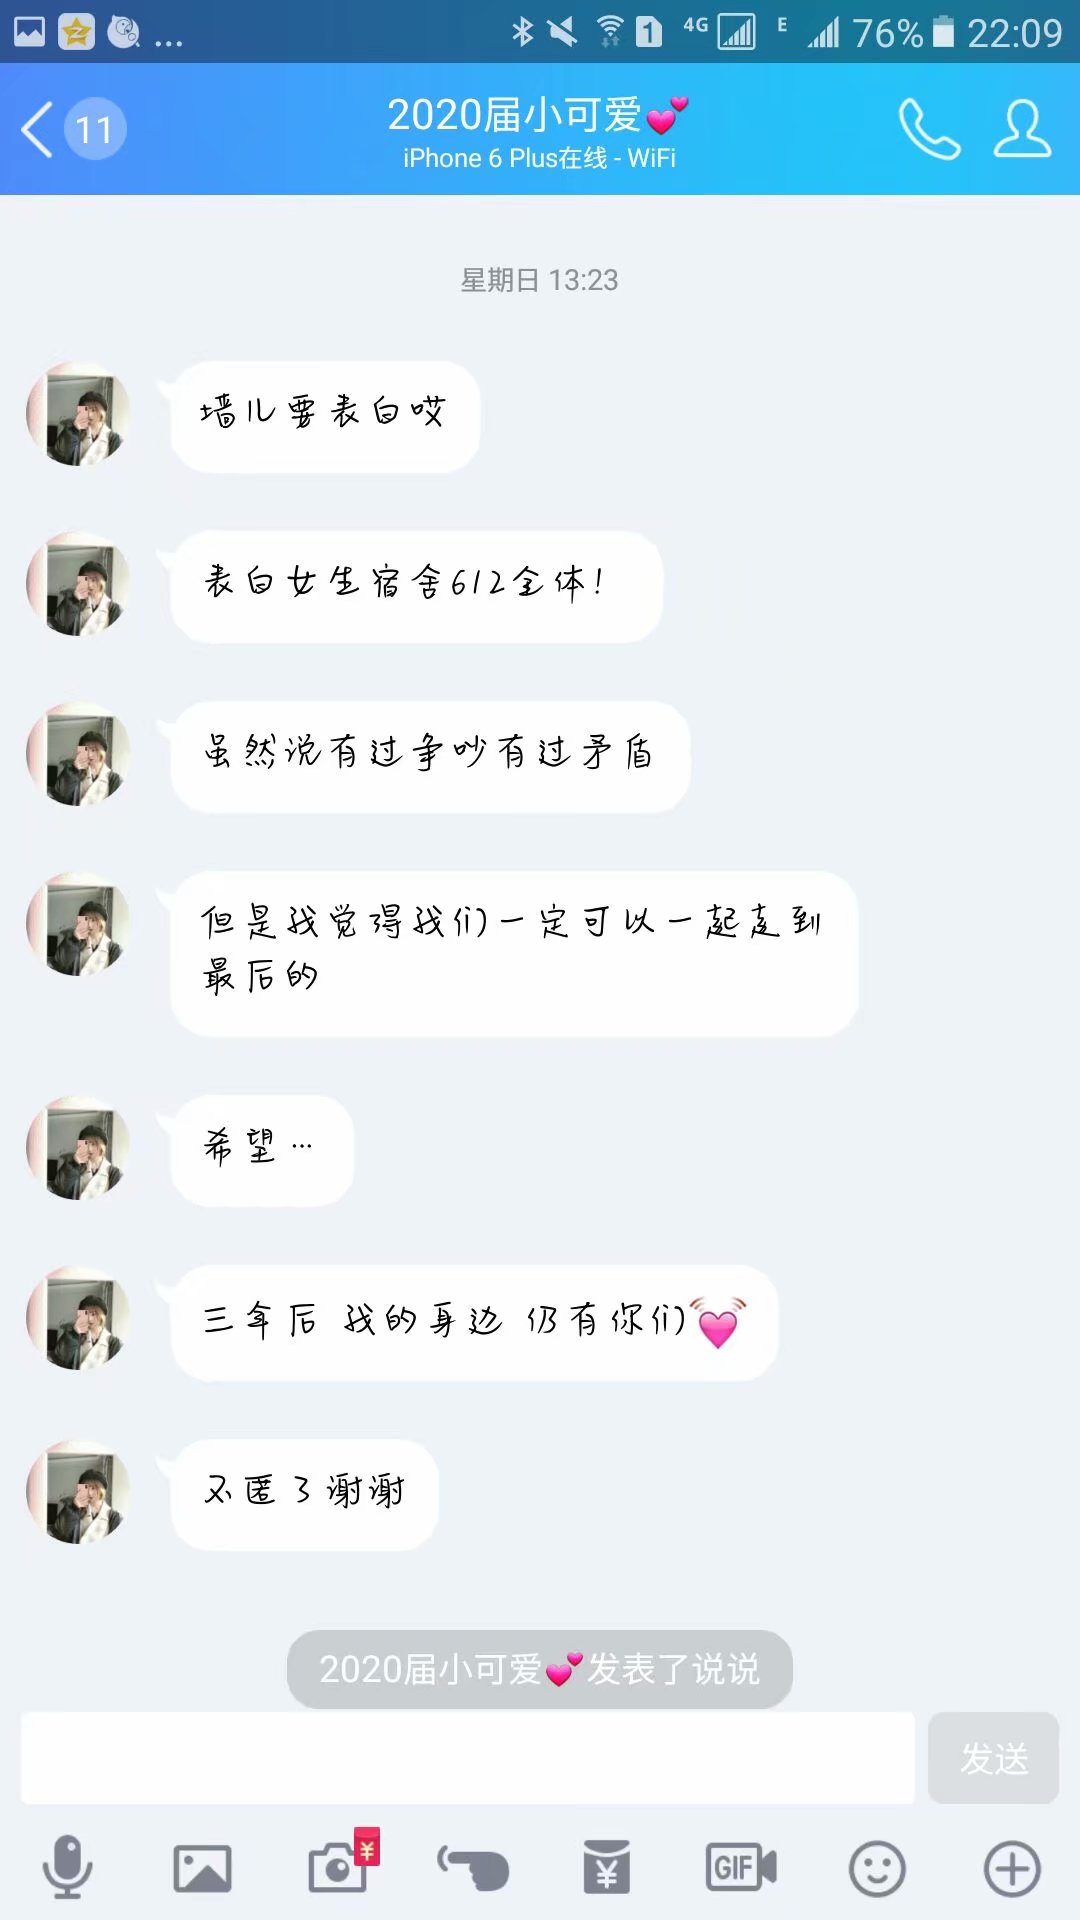 ... 1 4G E 76% 22:09
11
2020届小可爱💕
iPhone 6 Plus在线 - WiFi
星期日 13:23
墙儿要表白哎
表白女生宿舍612全体!
虽然说有过争吵有过矛盾
但是我觉得我们一定可以一起走到
最后的
希望…
三年后 我的身边 仍有你们💓
不匿了谢谢
2020届小可爱💕发表了说说
发送
¥
¥
GIF